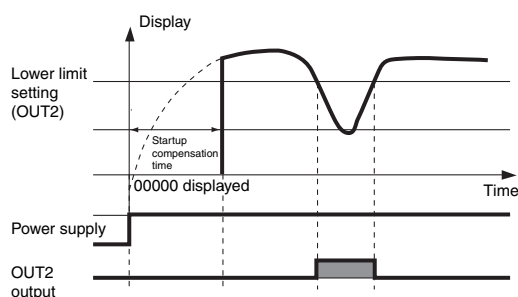 Display
Lower limit
setting
(OUT2)
Startup
compensation
time
00000 displayed
Time
Power supply
OUT2
output